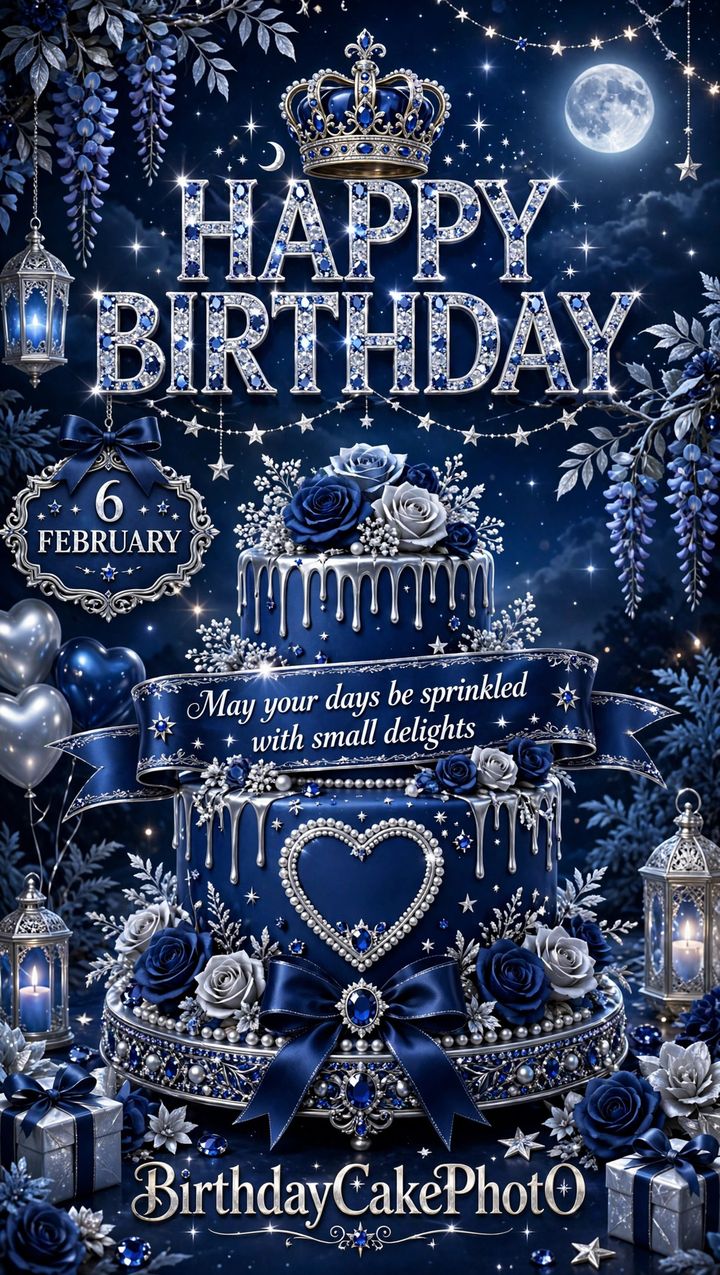 HAPPY
BIRTHDAY
6
FEBRUARY
May your days be sprinkled
with small delights
BirthdayCakePhotO